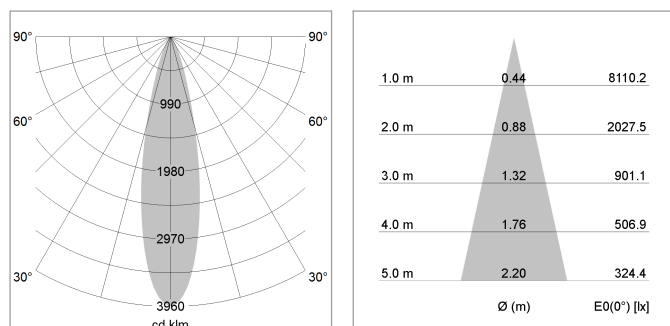 90° 90°
990
60° 60°
1980
2970
30° 30°
3960
cd klm
1.0 m 0.44 8110.2
2.0 m 0.88 2027.5
3.0 m 1.32 901.1
4.0 m 1.76 506.9
5.0 m 2.20 324.4
Ø (m) E0(0°) [lx]